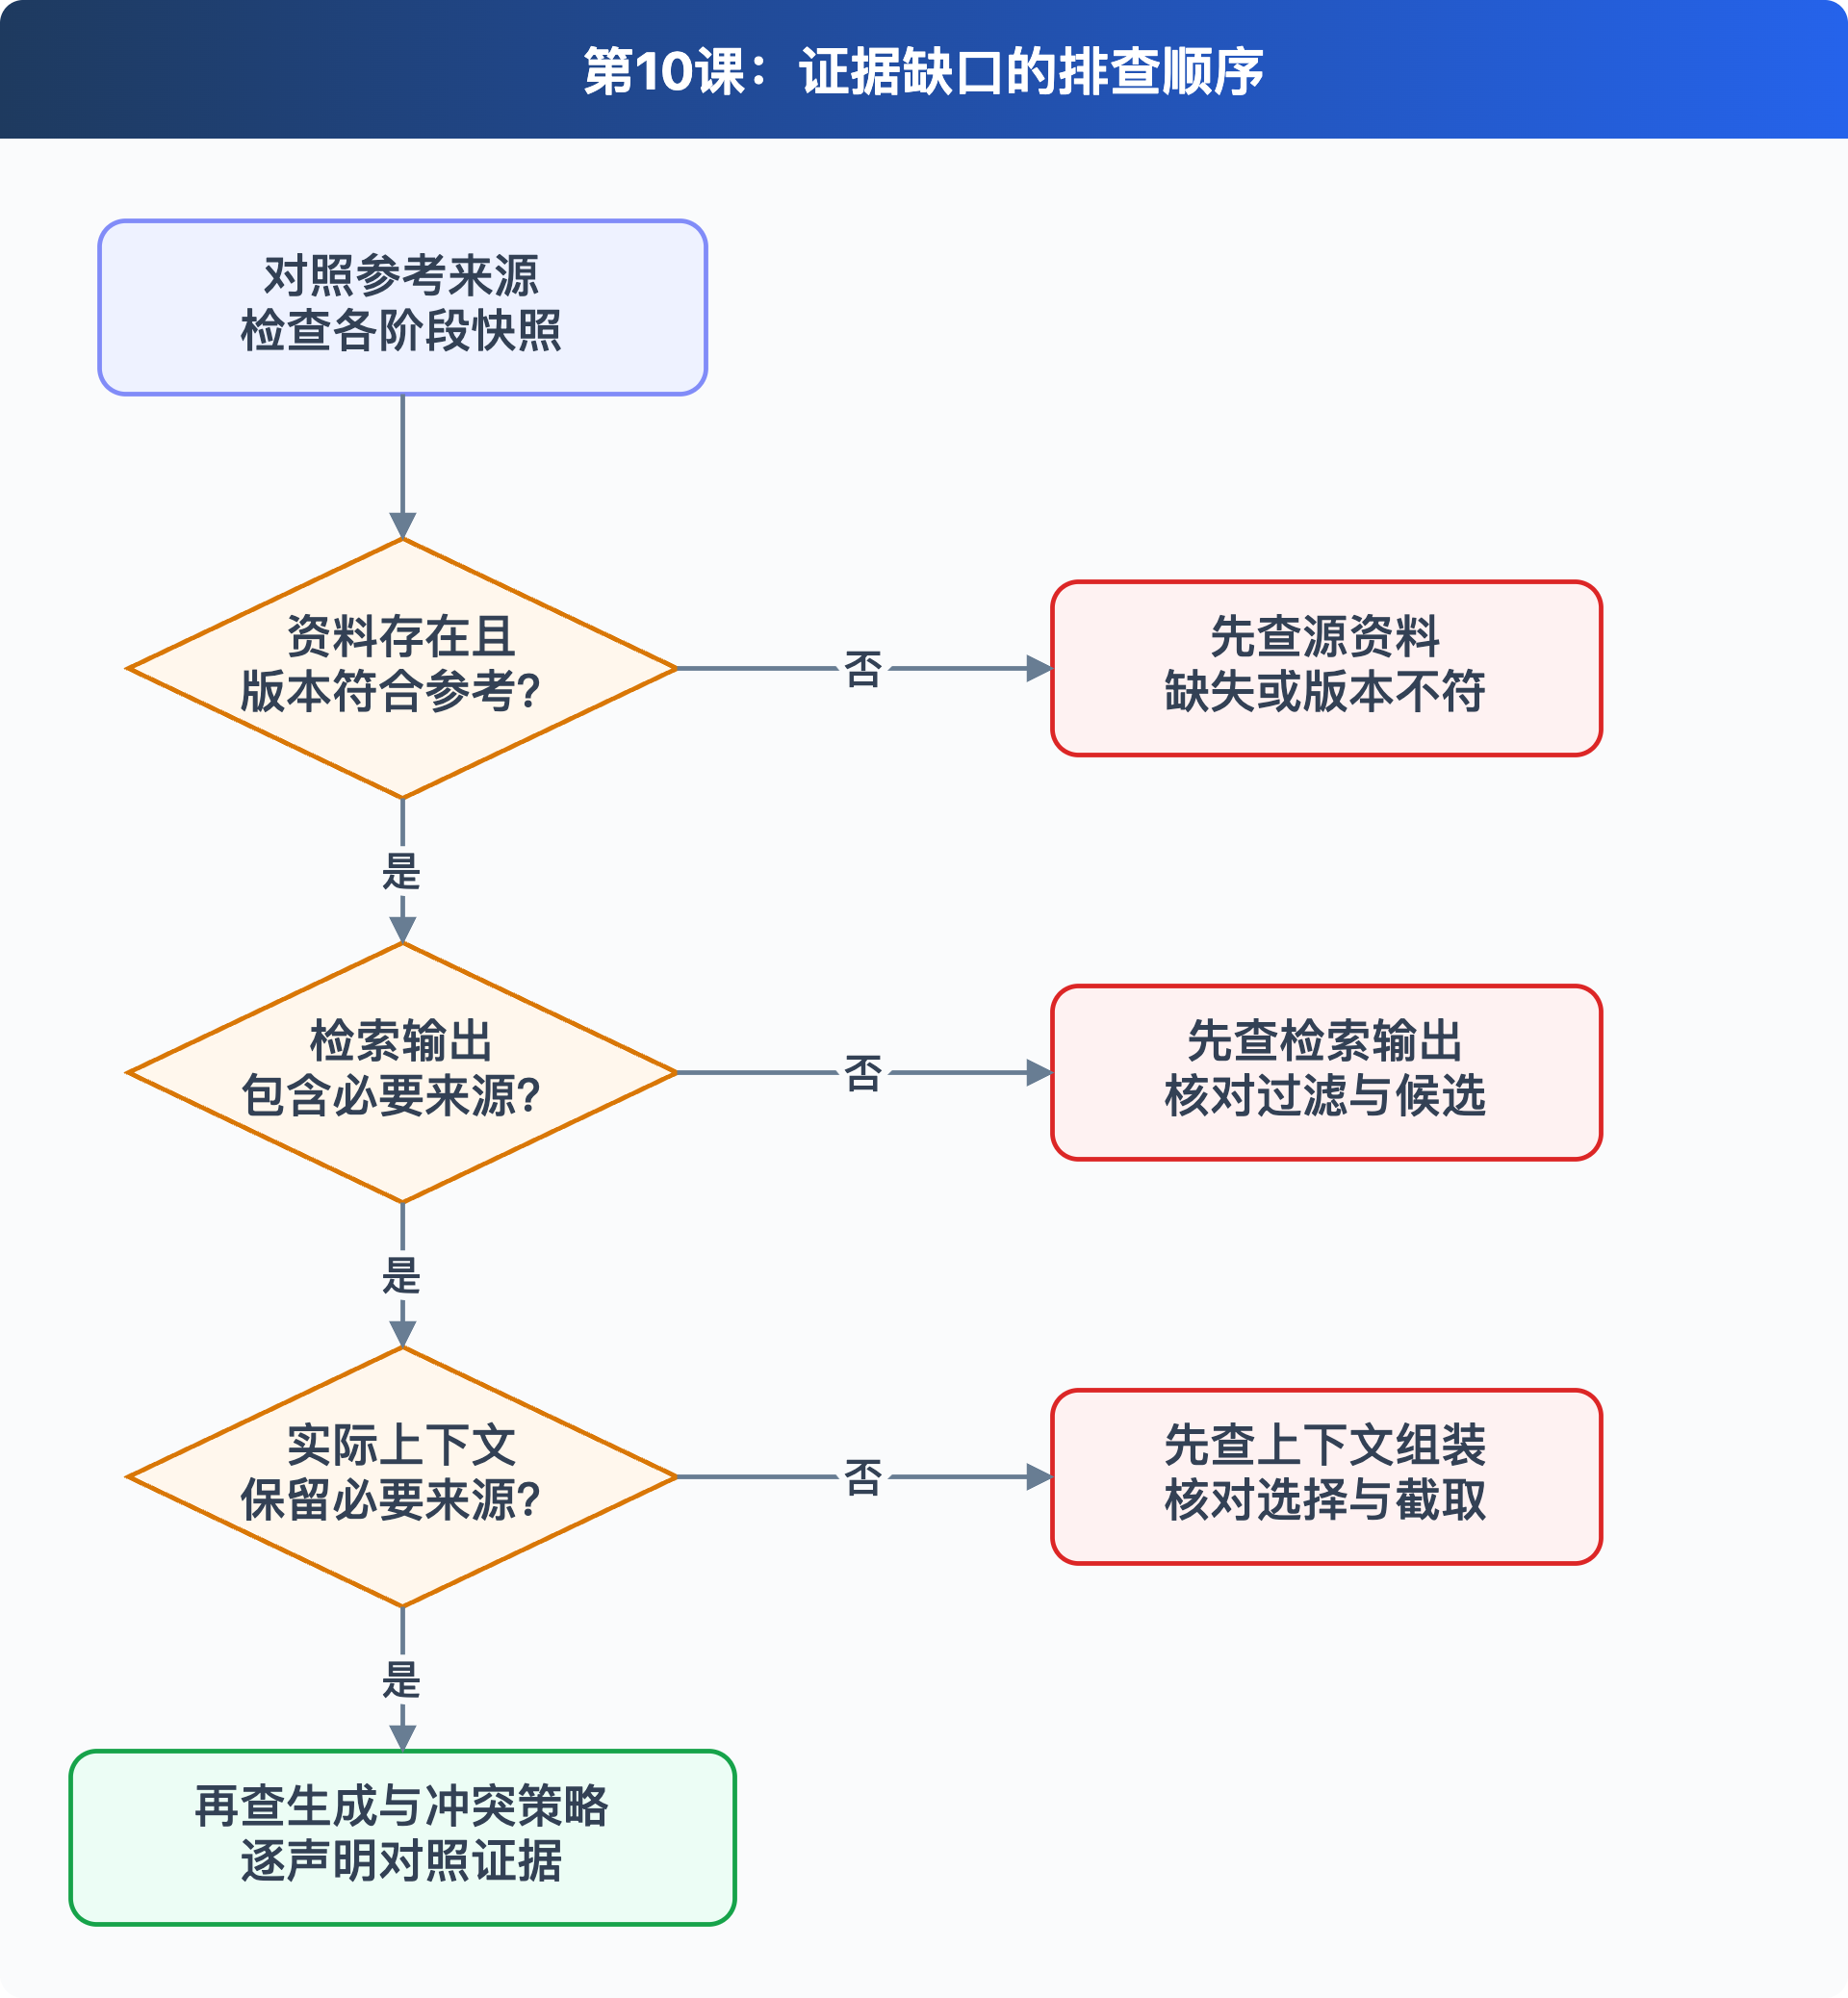 第10课：证据缺口的排查顺序
对照参考来源
检查各阶段快照
资料存在且
版本符合参考？
否
先查源资料
缺失或版本不符
是
检索输出
包含必要来源？
否
先查检索输出
核对过滤与候选
是
实际上下文
保留必要来源？
否
先查上下文组装
核对选择与截取
是
再查生成与冲突策略
逐声明对照证据